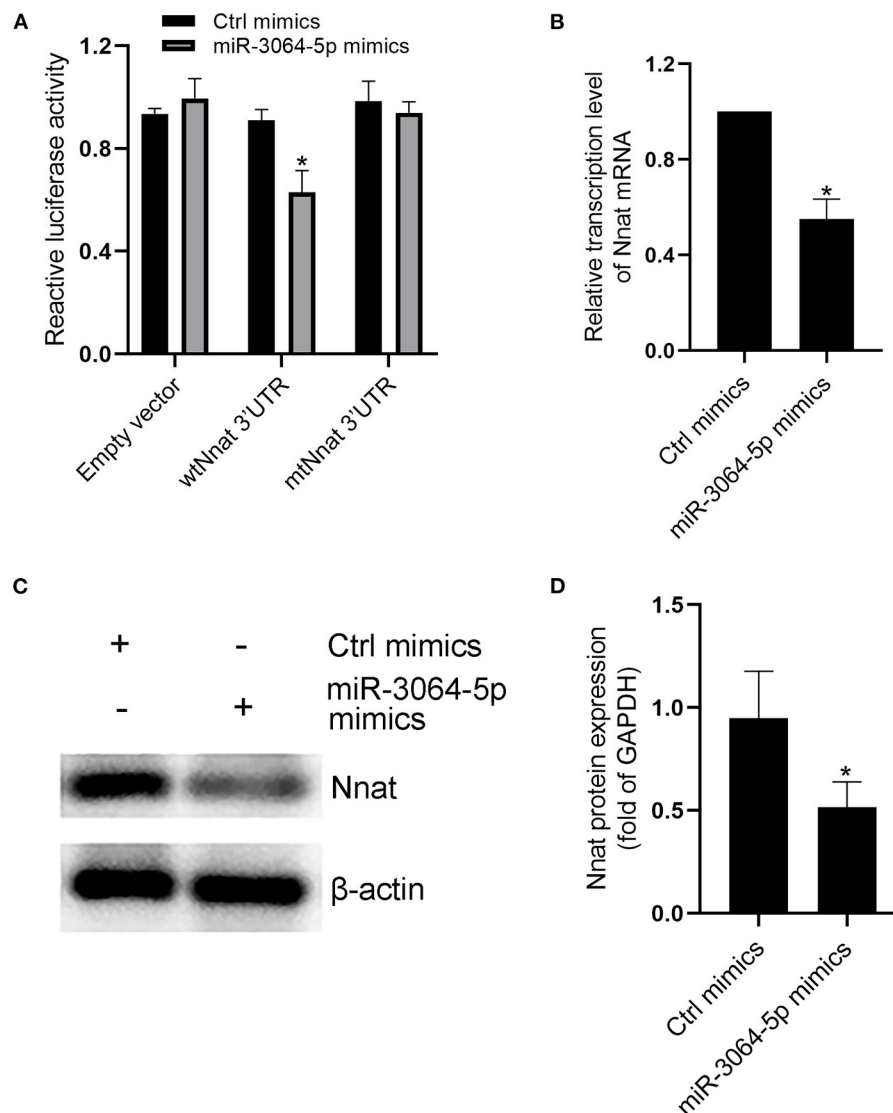 A
Ctrl mimics
miR-3064-5p mimics
Reactive luciferase activity
1.2
0.8
0.4
0.0
*
Empty vector
wtNnat 3'UTR
mtNnat 3'UTR
B
Relative transcription level
of Nnat mRNA
1.2
0.8
0.4
0.0
*
Ctrl mimics
miR-3064-5p mimics
C
+ - Ctrl mimics
- + miR-3064-5p
mimics
Nnat
β-actin
D
Nnat protein expression
(fold of GAPDH)
1.5
1.0
0.5
0.0
*
Ctrl mimics
miR-3064-5p mimics